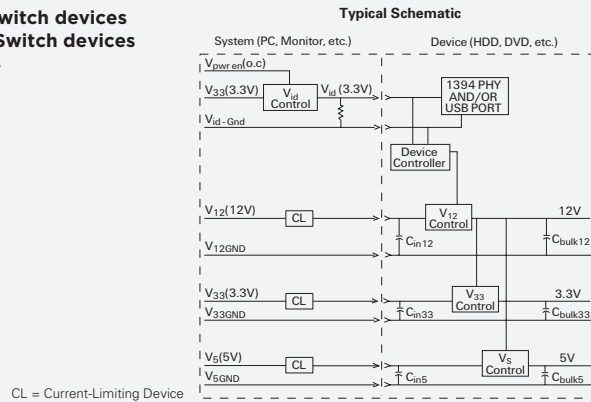 witch devices
Switch devices
s
Typical Schematic
System (PC, Monitor, etc.)
Device (HDD, DVD, etc.)
Vpwr en(o.c)
V33(3.3V)
Vid
Control
Vid (3.3V)
Vid - Gnd
1394 PHY
AND/OR
USB PORT
Device
Controller
V12(12V)
CL
V12
Control
12V
Cin12
Cbulk12
V12GND
V33(3.3V)
CL
V33
Control
3.3V
V33GND
Cin33
Cbulk33
V5(5V)
CL
VS
Control
5V
V5GND
Cin5
Cbulk5
CL = Current-Limiting Device